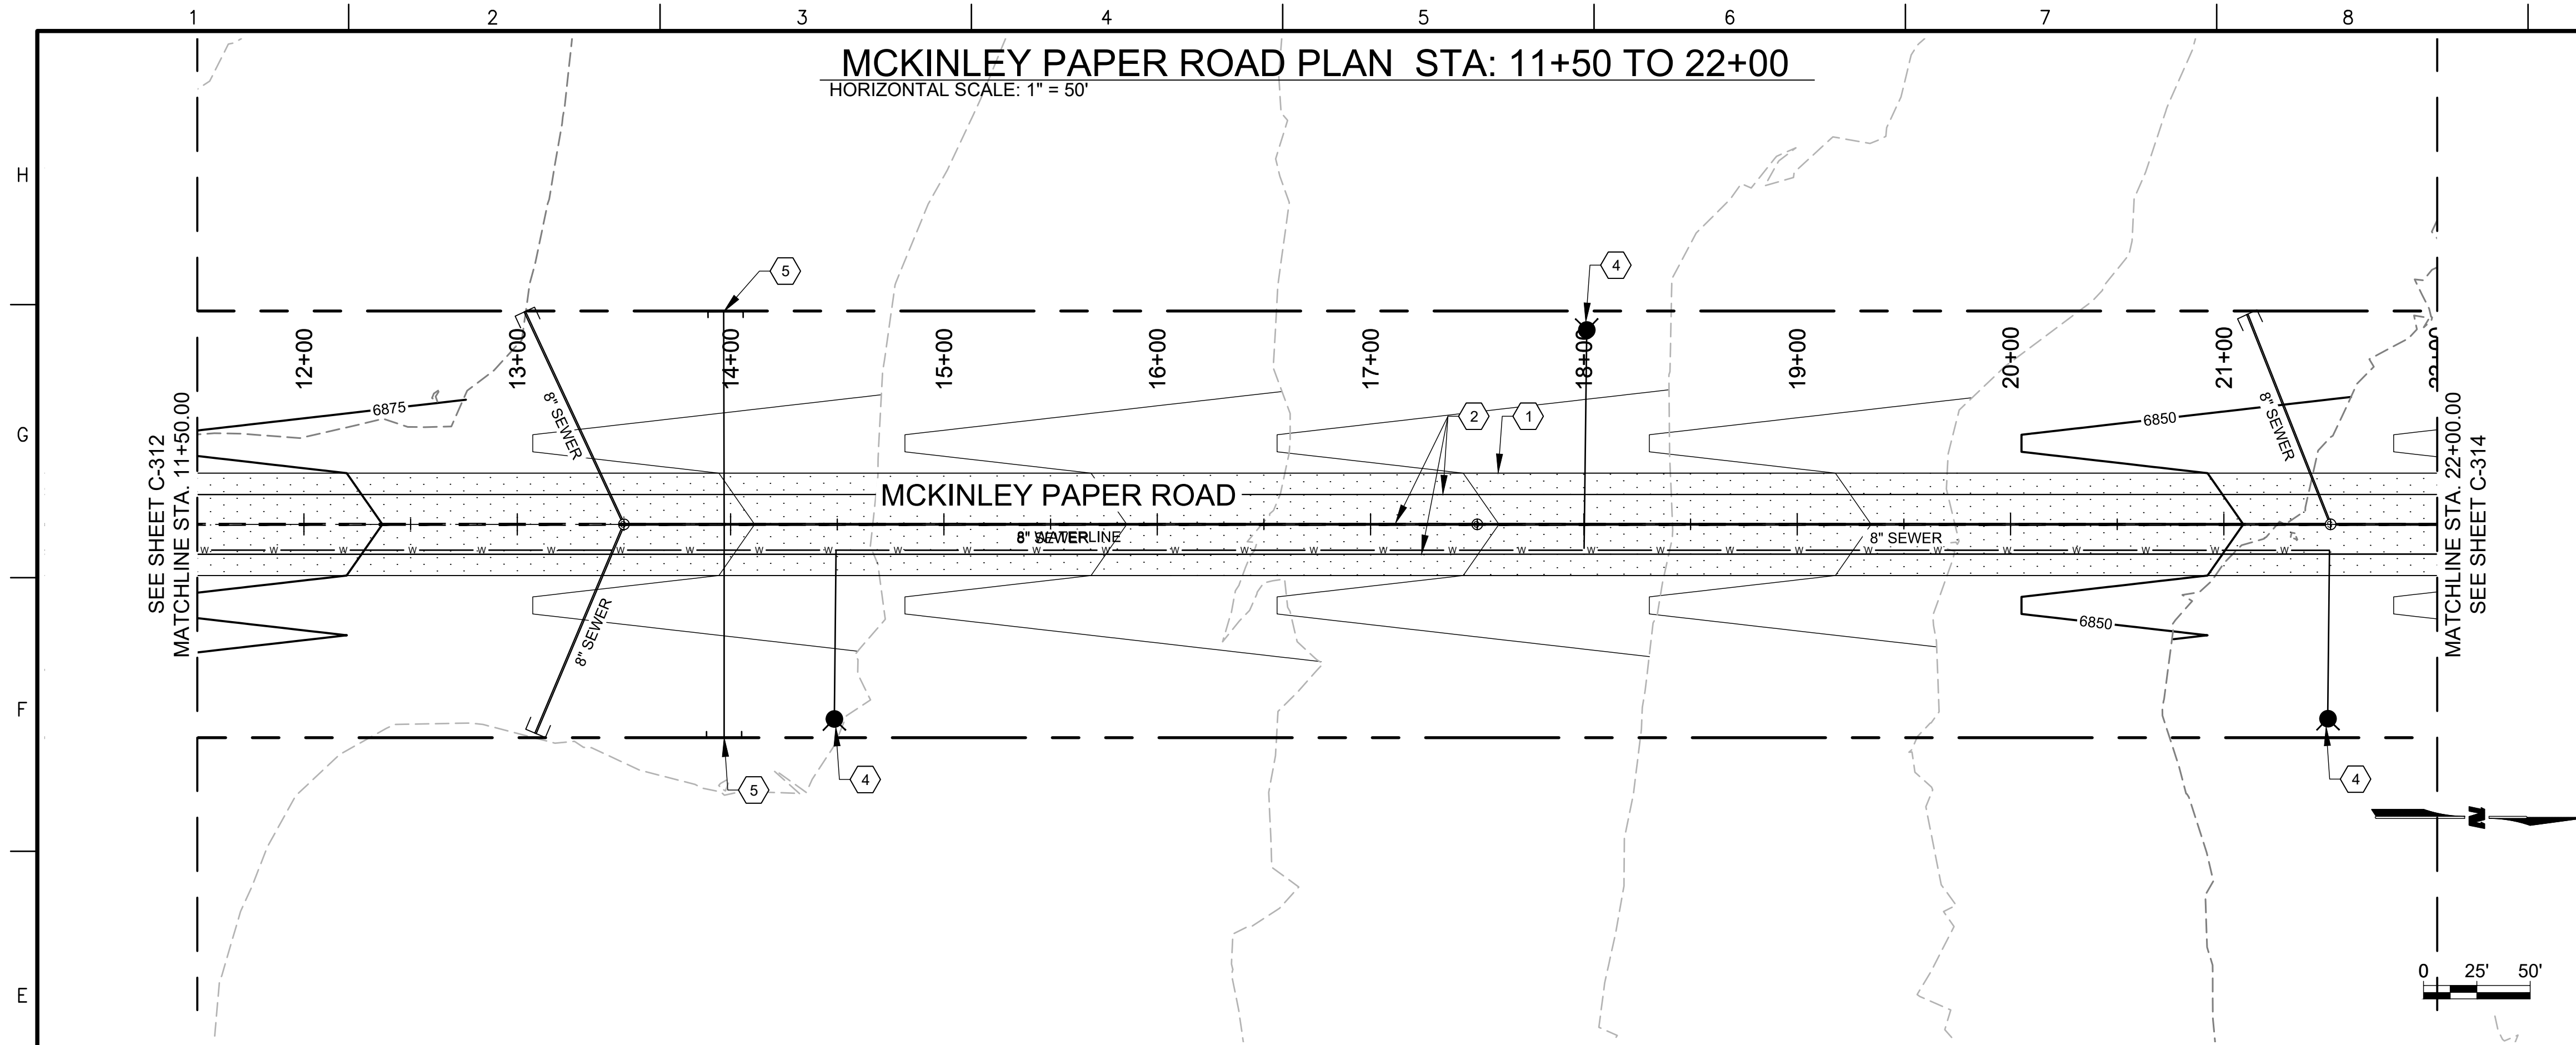 1 2 3 4 5 6 7 8
MCKINLEY PAPER ROAD PLAN STA: 11+50 TO 22+00
HORIZONTAL SCALE: 1" = 50'
H
G
F
E
5
4
12+00
13+00
14+00
15+00
16+00
17+00
18+00
19+00
20+00
21+00
22+00
SEE SHEET C-312
MATCHLINE STA. 11+50.00
6875
8" SEWER
2
1
6850
8" SEWER
MCKINLEY PAPER ROAD
8" WATERLINE
8" SEWER
8" SEWER
W W W W W W W W W W W W W W W W W W W W W W W W W W W W W W W
8" SEWER
6850
MATCHLINE STA. 22+00.00
SEE SHEET C-314
5
4
4
N
0 25' 50'